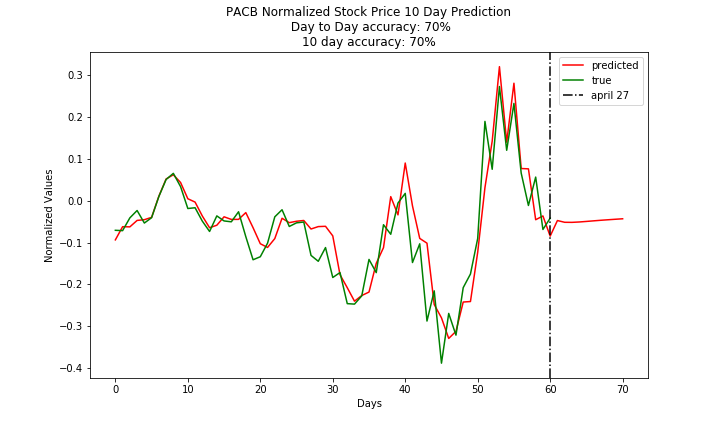 PACB Normalized Stock Price 10 Day Prediction
Day to Day accuracy: 70%
10 day accuracy: 70%
predicted
true
april 27
Normalized Values
0.3
0.2
0.1
0.0
−0.1
−0.2
−0.3
−0.4
0 10 20 30 40 50 60 70
Days